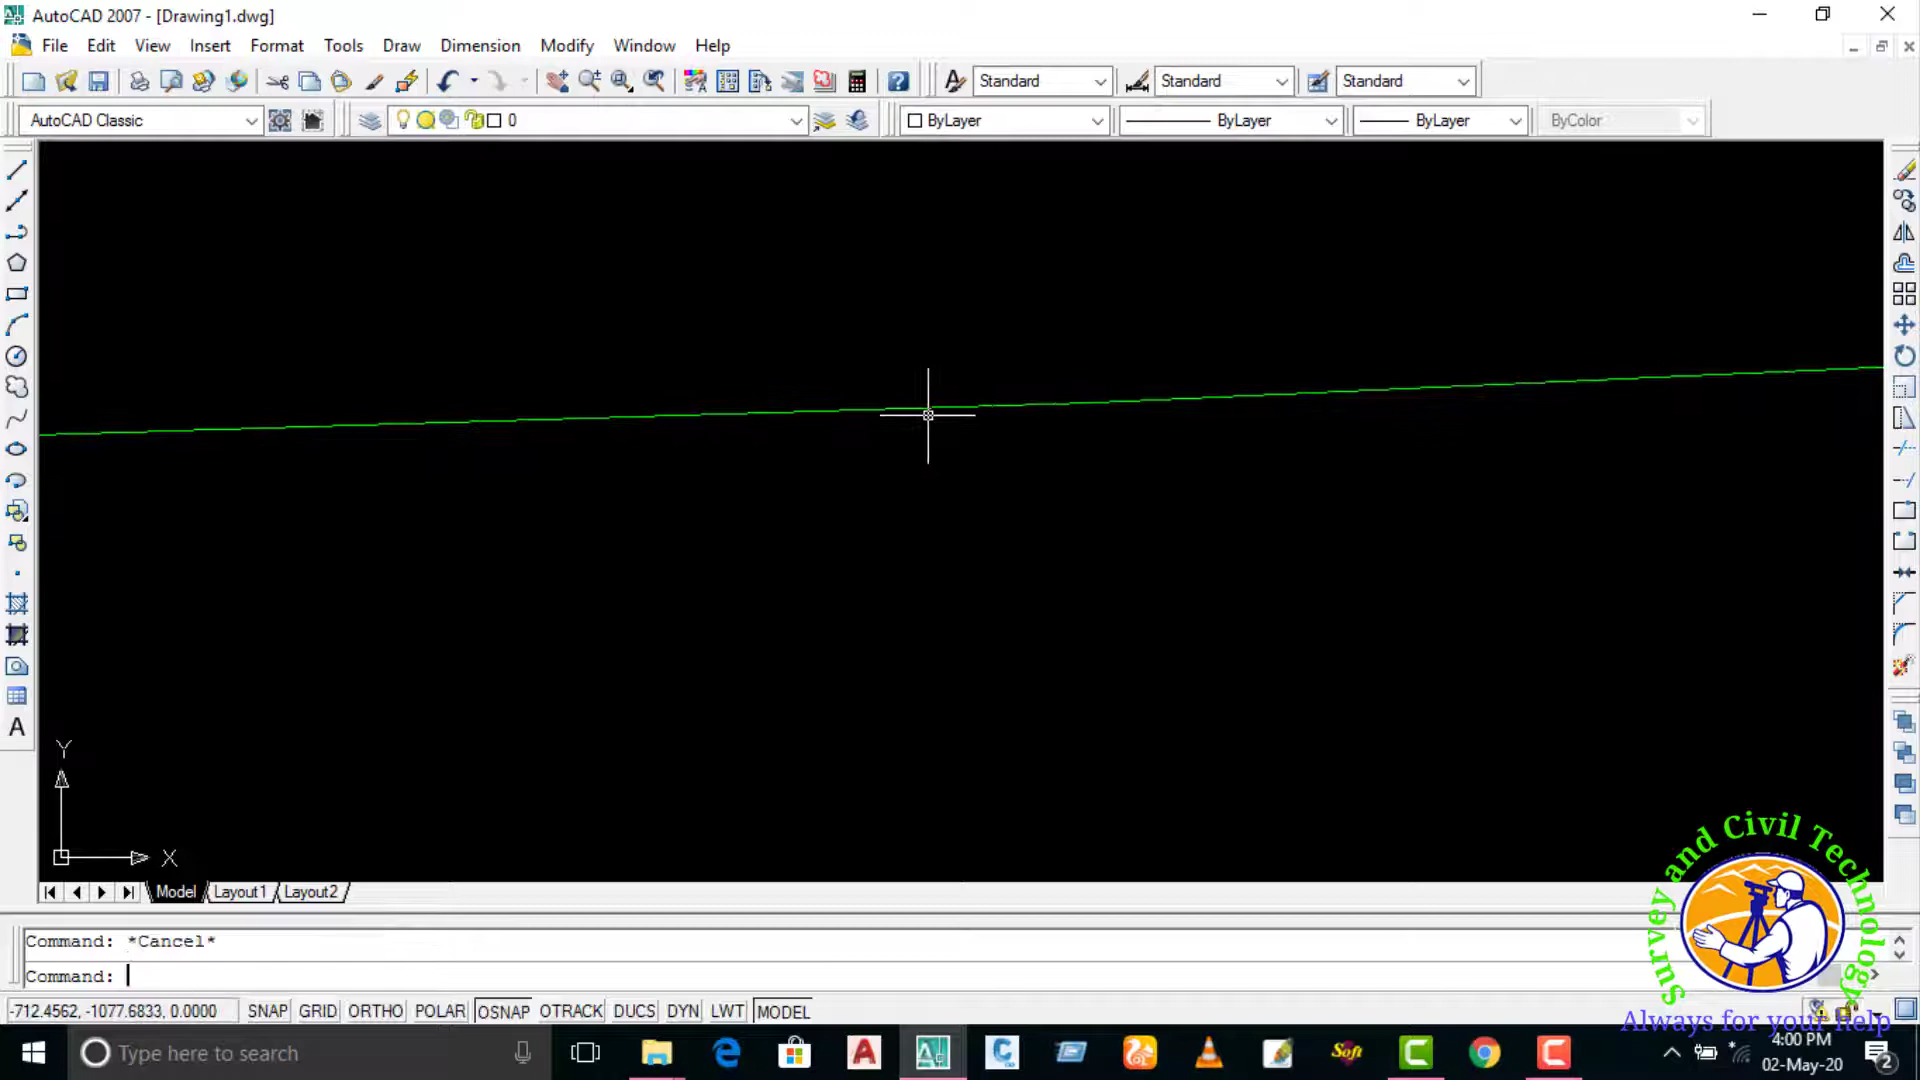 AutoCAD 2007 - [Drawing1.dwg]
File Edit View Insert Format Tools Draw Dimension Modify Window Help
Standard Standard Standard
AutoCAD Classic 0 ByLayer ByLayer ByLayer ByColor
A
Y
X
Model Layout1 Layout2
Command: *Cancel*
Command:
-712.4562, -1077.6833, 0.0000 SNAP GRID ORTHO POLAR OSNAP OTRACK DUCS DYN LWT MODEL
Survey and Civil Technology
Always for your help
Type here to search
Soft
4:00 PM
02-May-20
2